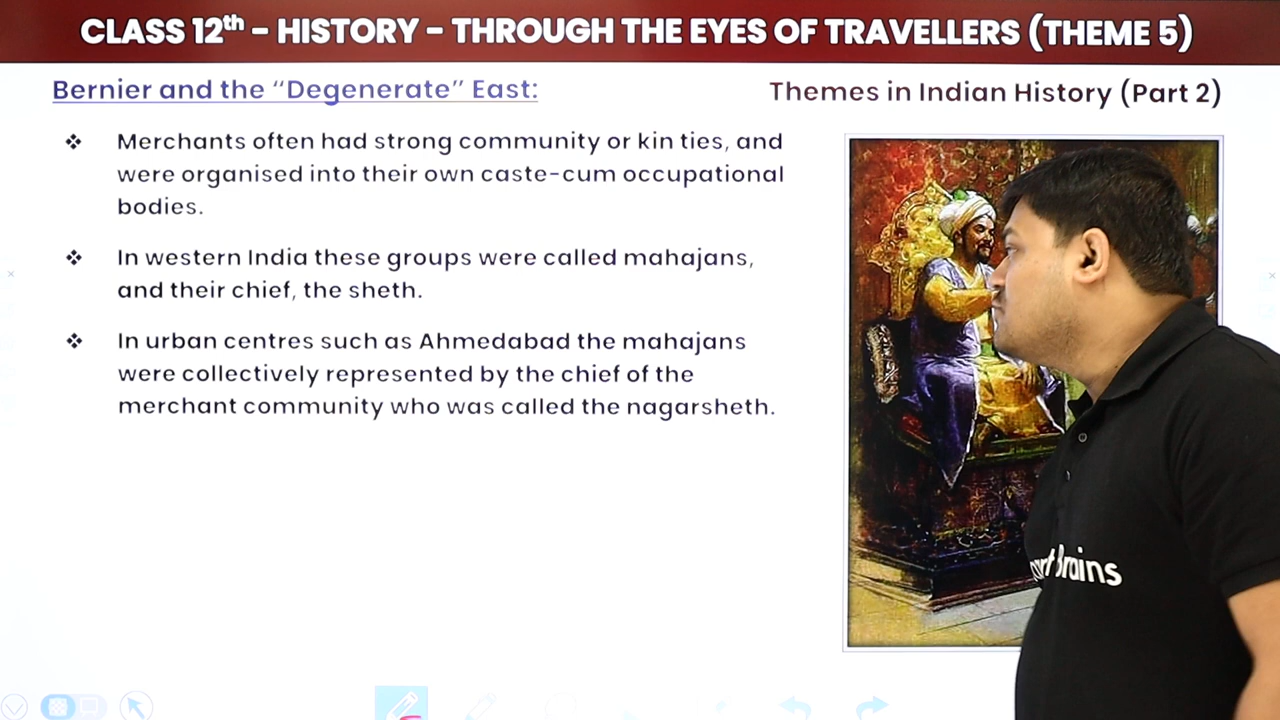 CLASS 12th – HISTORY – THROUGH THE EYES OF TRAVELLERS (THEME 5)
Bernier and the “Degenerate” East:
Themes in Indian History (Part 2)
❖ Merchants often had strong community or kin ties, and
were organised into their own caste-cum occupational
bodies.
❖ In western India these groups were called mahajans,
and their chief, the sheth.
❖ In urban centres such as Ahmedabad the mahajans
were collectively represented by the chief of the
merchant community who was called the nagarsheth.
Brains